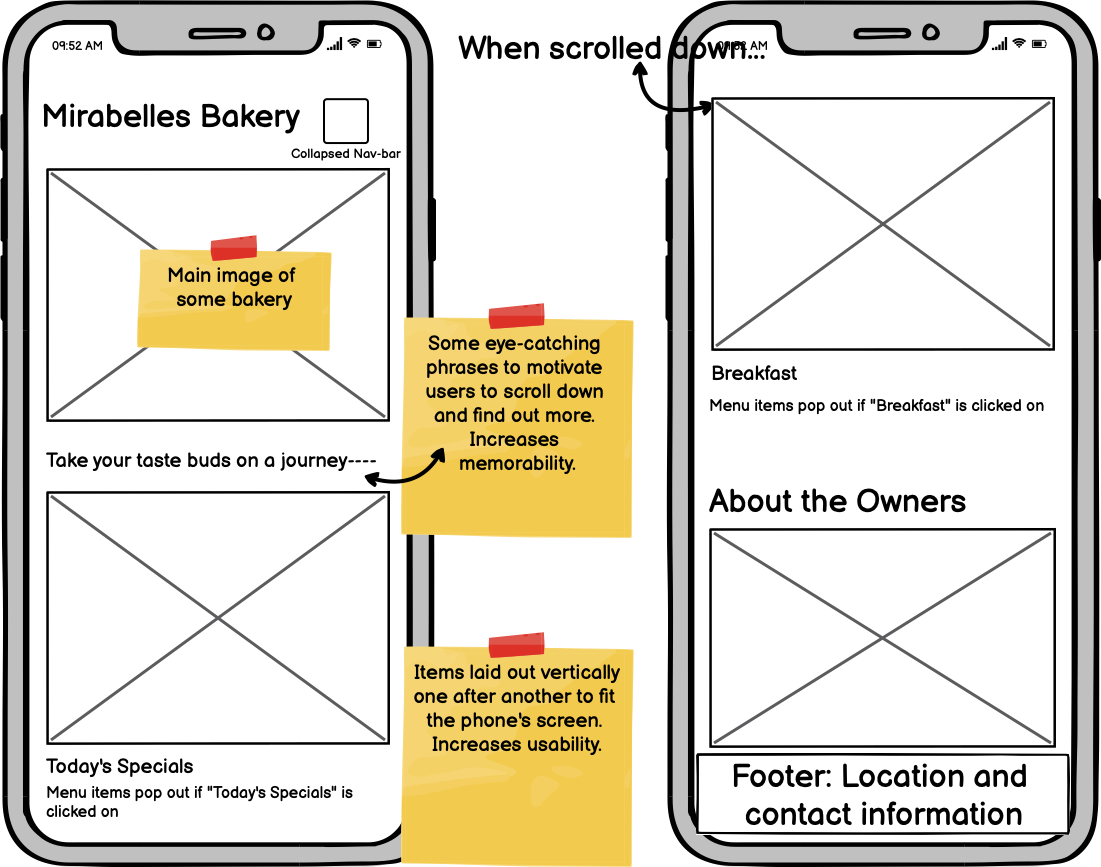 09:52 AM
Mirabelles Bakery
Collapsed Nav-bar
Main image of
some bakery
Take your taste buds on a journey----
Today's Specials
Menu items pop out if "Today's Specials" is
clicked on
Some eye-catching
phrases to motivate
users to scroll down
and find out more.
Increases
memorability.
Items laid out vertically
one after another to fit
the phone's screen.
Increases usability.
When scrolled down...
09:52 AM
Breakfast
Menu items pop out if "Breakfast" is clicked on
About the Owners
Footer: Location and
contact information